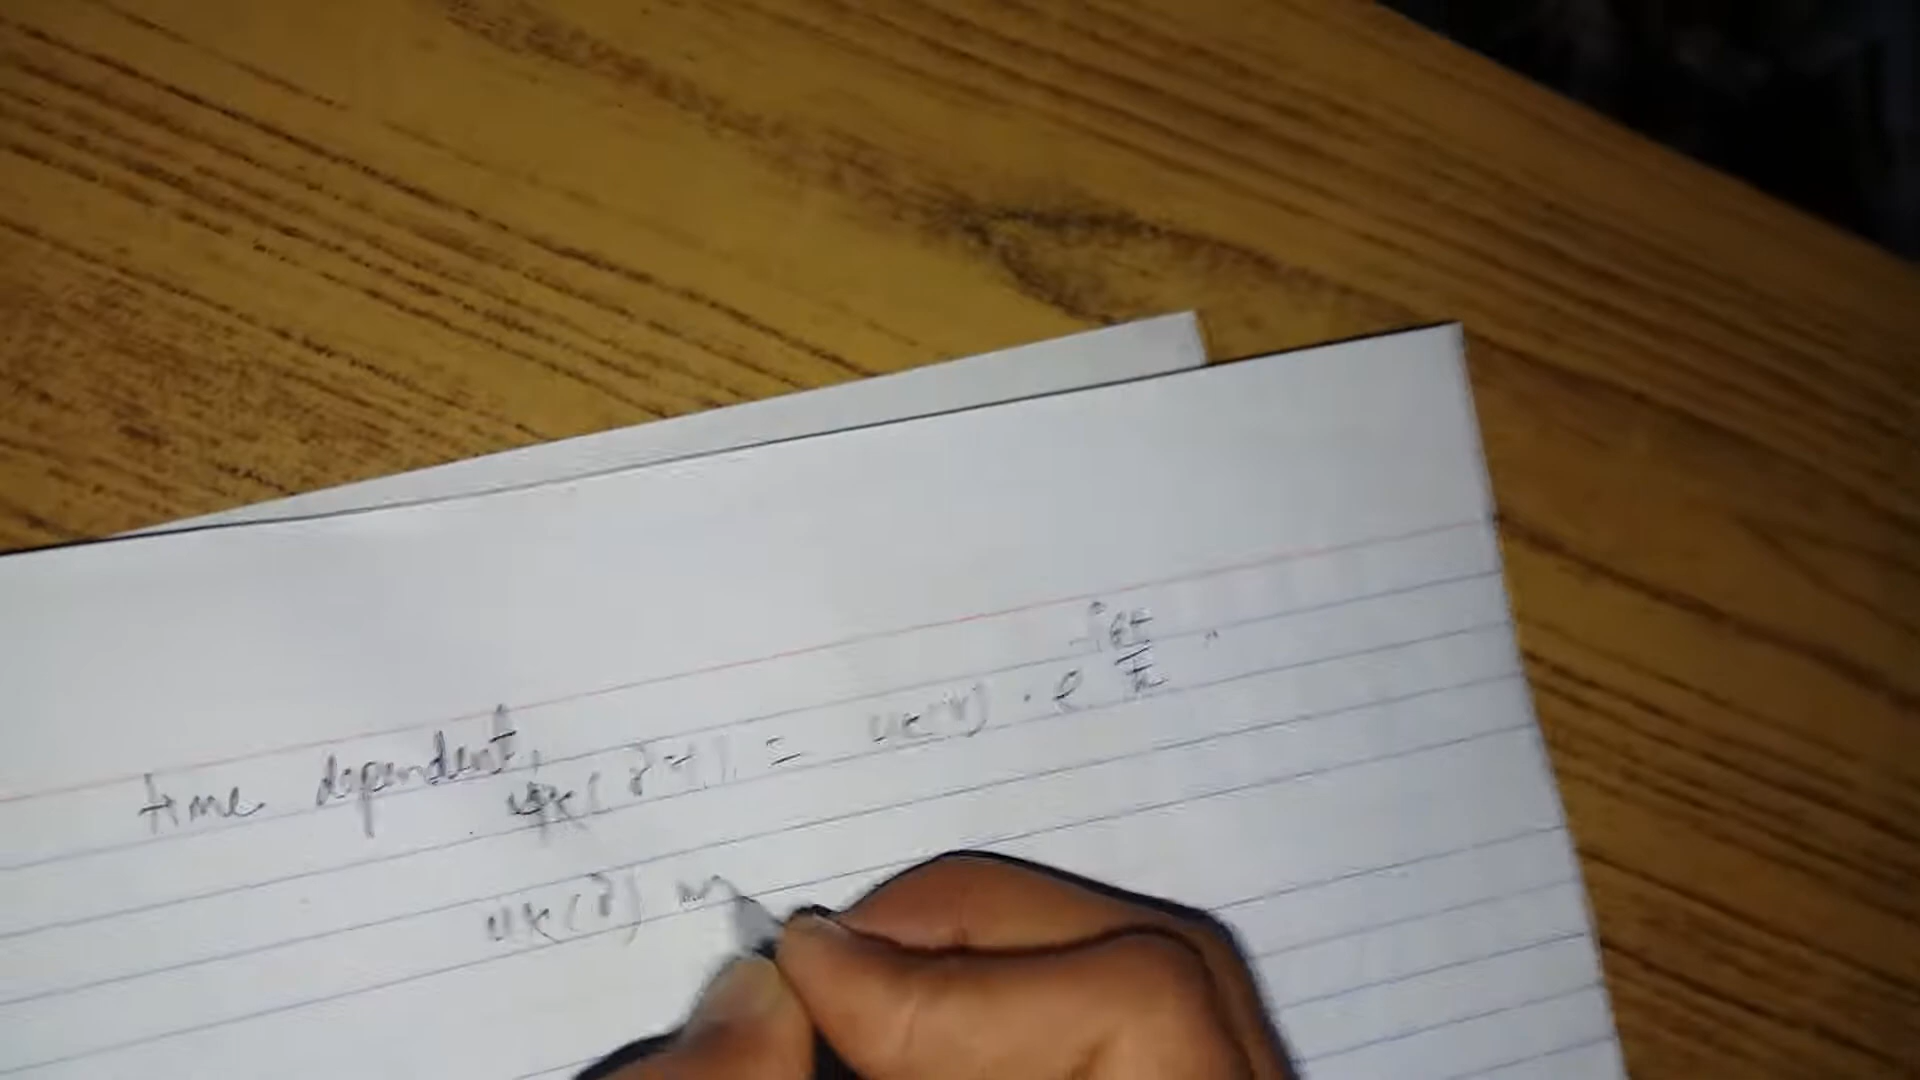 time dependent,
ψk(r̄t) = uk(r) · e^{-iEt/ħ}
uk(r̄)